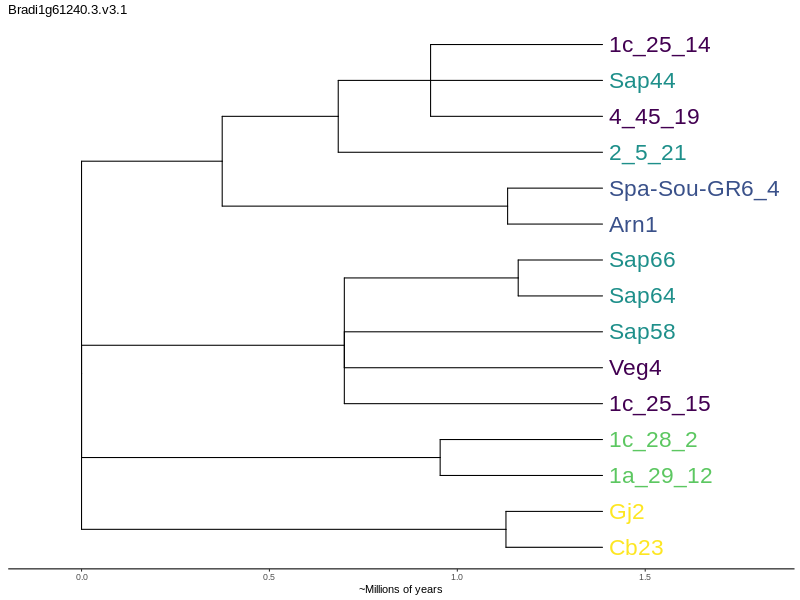 Bradi1g61240.3.v3.1
1c_25_14
Sap44
4_45_19
2_5_21
Spa-Sou-GR6_4
Arn1
Sap66
Sap64
Sap58
Veg4
1c_25_15
1c_28_2
1a_29_12
Gj2
Cb23
0.0 0.5 1.0 1.5
~Millions of years